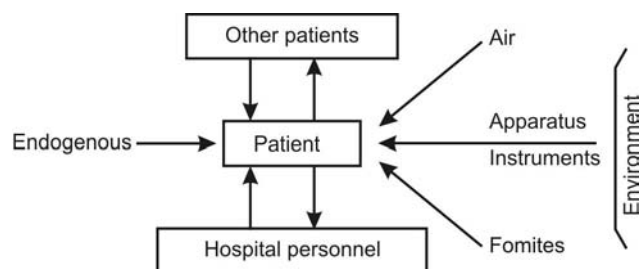 Other patients
Air
Endogenous
Patient
Apparatus
Instruments
Environment
Hospital personnel
Fomites